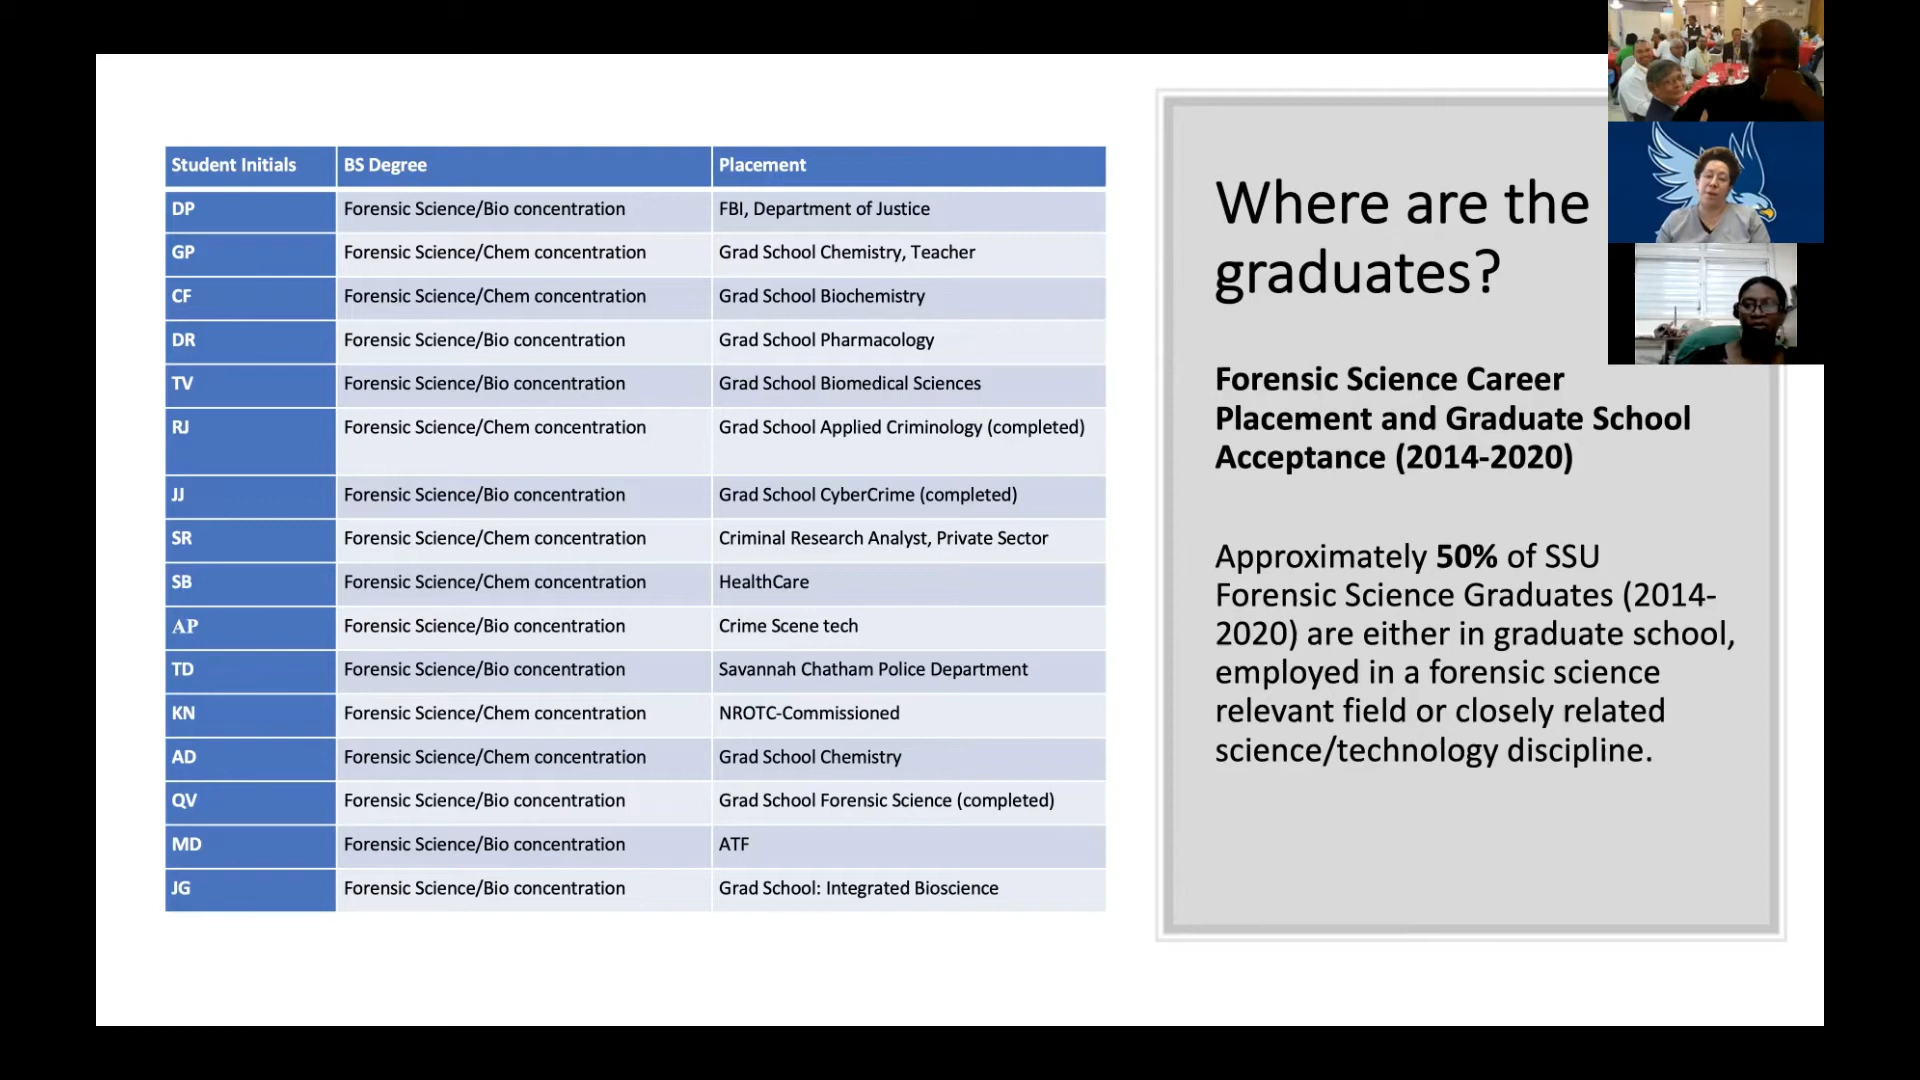 Student Initials BS Degree Placement
DP Forensic Science/Bio concentration FBI, Department of Justice
GP Forensic Science/Chem concentration Grad School Chemistry, Teacher
CF Forensic Science/Chem concentration Grad School Biochemistry
DR Forensic Science/Bio concentration Grad School Pharmacology
TV Forensic Science/Bio concentration Grad School Biomedical Sciences
RJ Forensic Science/Chem concentration Grad School Applied Criminology (completed)
JJ Forensic Science/Bio concentration Grad School CyberCrime (completed)
SR Forensic Science/Chem concentration Criminal Research Analyst, Private Sector
SB Forensic Science/Chem concentration HealthCare
AP Forensic Science/Bio concentration Crime Scene tech
TD Forensic Science/Bio concentration Savannah Chatham Police Department
KN Forensic Science/Chem concentration NROTC-Commissioned
AD Forensic Science/Chem concentration Grad School Chemistry
QV Forensic Science/Bio concentration Grad School Forensic Science (completed)
MD Forensic Science/Bio concentration ATF
JG Forensic Science/Bio concentration Grad School: Integrated Bioscience
Where are the
graduates?
Forensic Science Career
Placement and Graduate School
Acceptance (2014-2020)
Approximately 50% of SSU
Forensic Science Graduates (2014-
2020) are either in graduate school,
employed in a forensic science
relevant field or closely related
science/technology discipline.